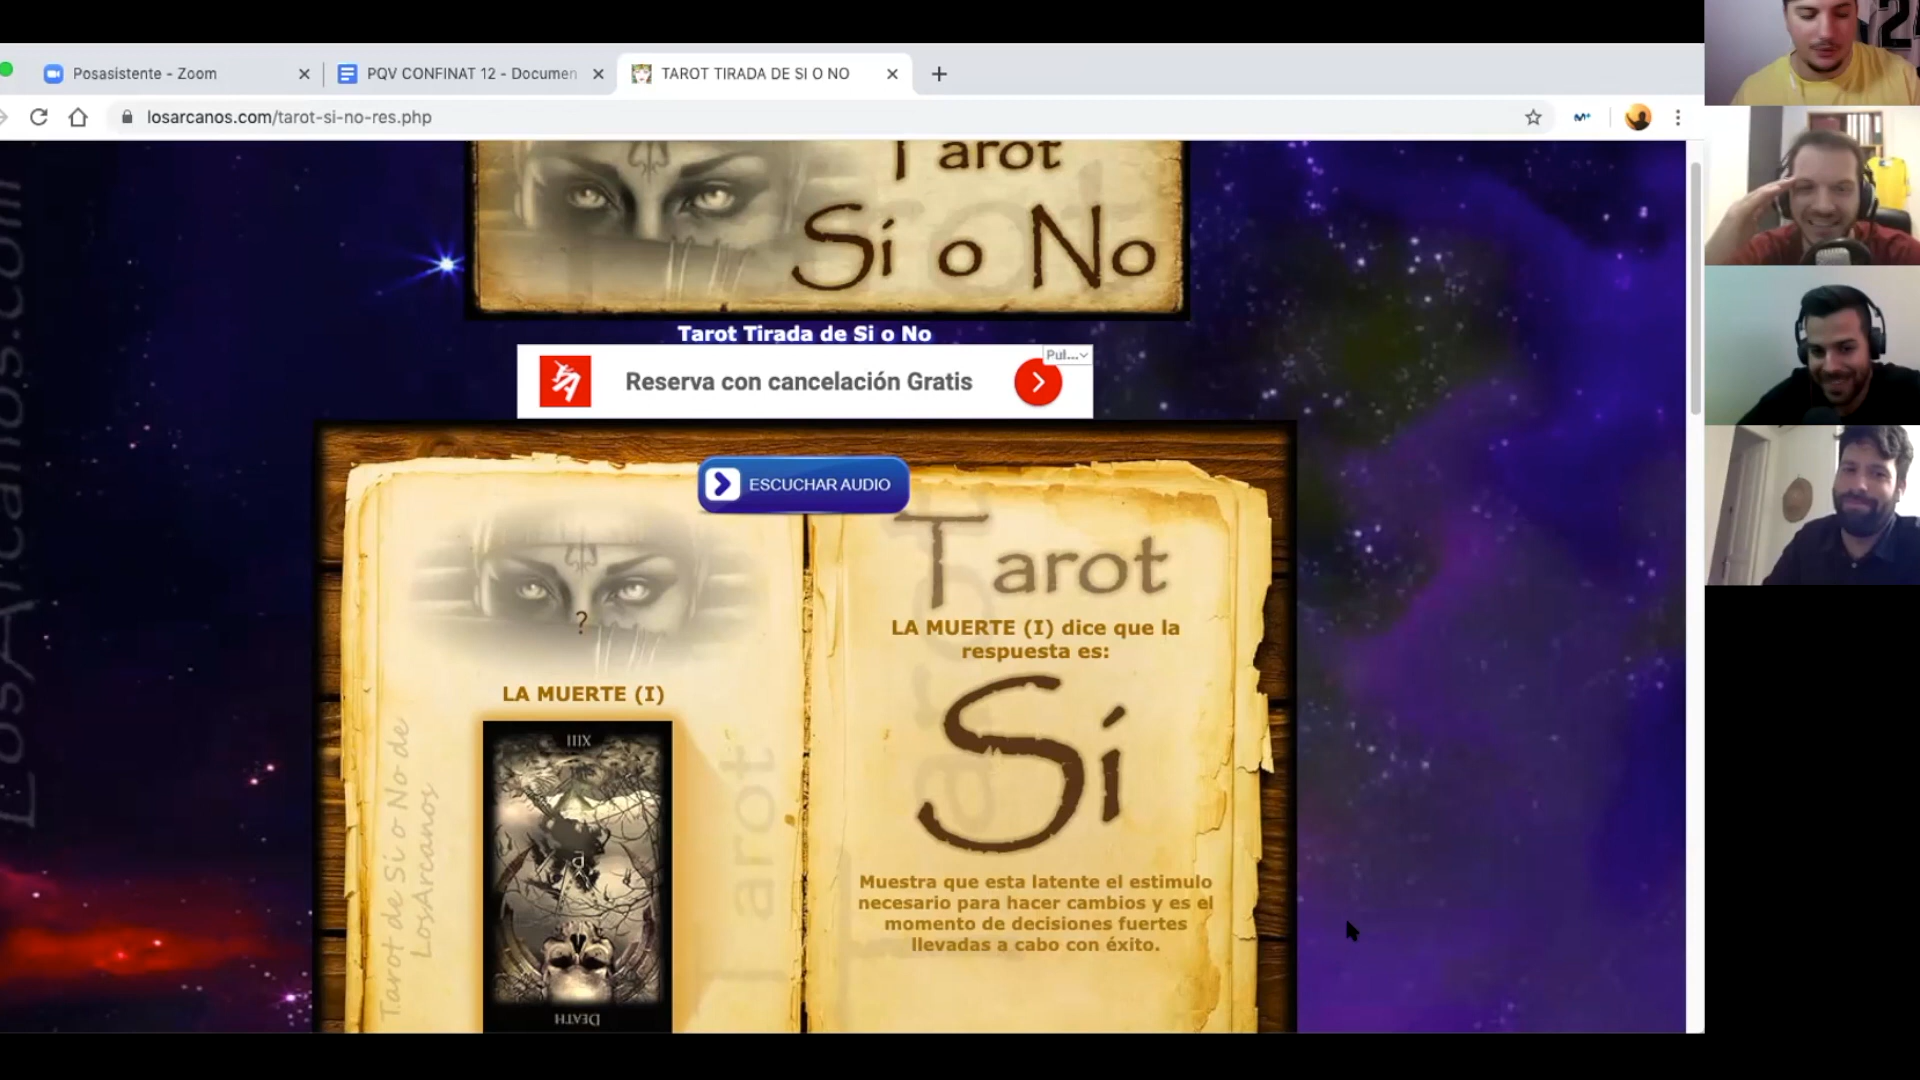 Posasistente - Zoom
PQV CONFINAT 12 - Documen
TAROT TIRADA DE SI O NO
losarcanos.com/tarot-si-no-res.php
Tarot
Sí o No
Tarot Tirada de Si o No
Pul...
Reserva con cancelación Gratis
ESCUCHAR AUDIO
Tarot
LA MUERTE (I) dice que la
respuesta es:
Sí
?
LA MUERTE (I)
XIII
DEATH
Muestra que esta latente el estimulo
necesario para hacer cambios y es el
momento de decisiones fuertes
llevadas a cabo con éxito.
Tarot de Si o No de
LosArcanos
Tarot
LosArcanos.com